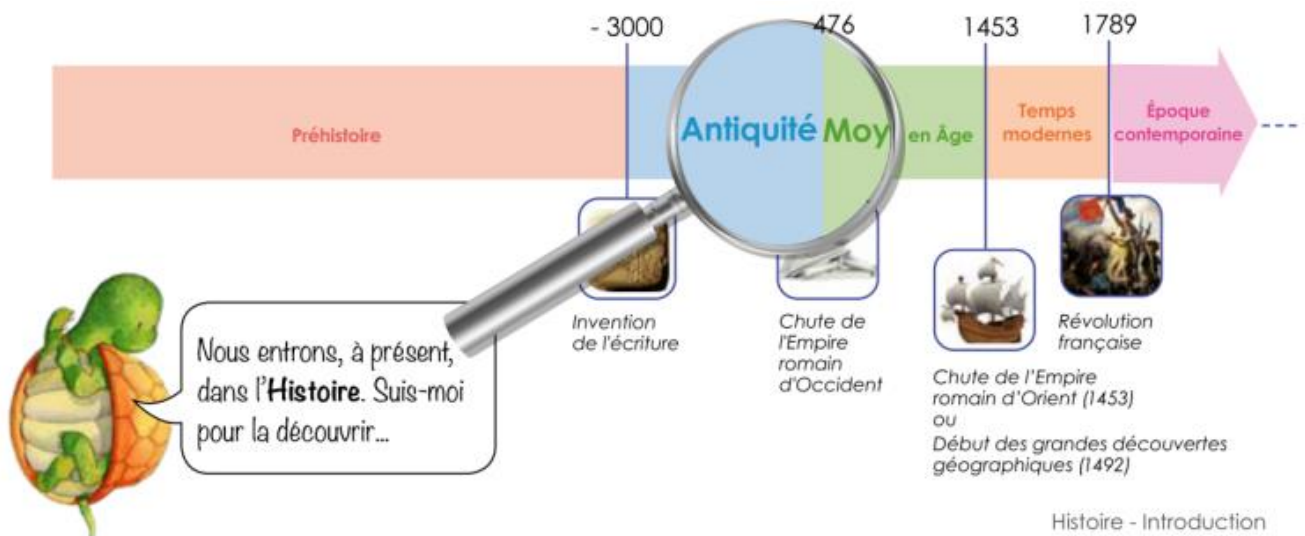 - 3000
476
1453
1789
Préhistoire
Antiquité
Moy
en Âge
Temps
modernes
Époque
contemporaine
Invention
de l'écriture
Chute de
l'Empire
romain
d'Occident
Chute de l'Empire
romain d'Orient (1453)
ou
Début des grandes découvertes
géographiques (1492)
Révolution
française
Nous entrons, à présent,
dans l'Histoire. Suis-moi
pour la découvrir...
Histoire - Introduction